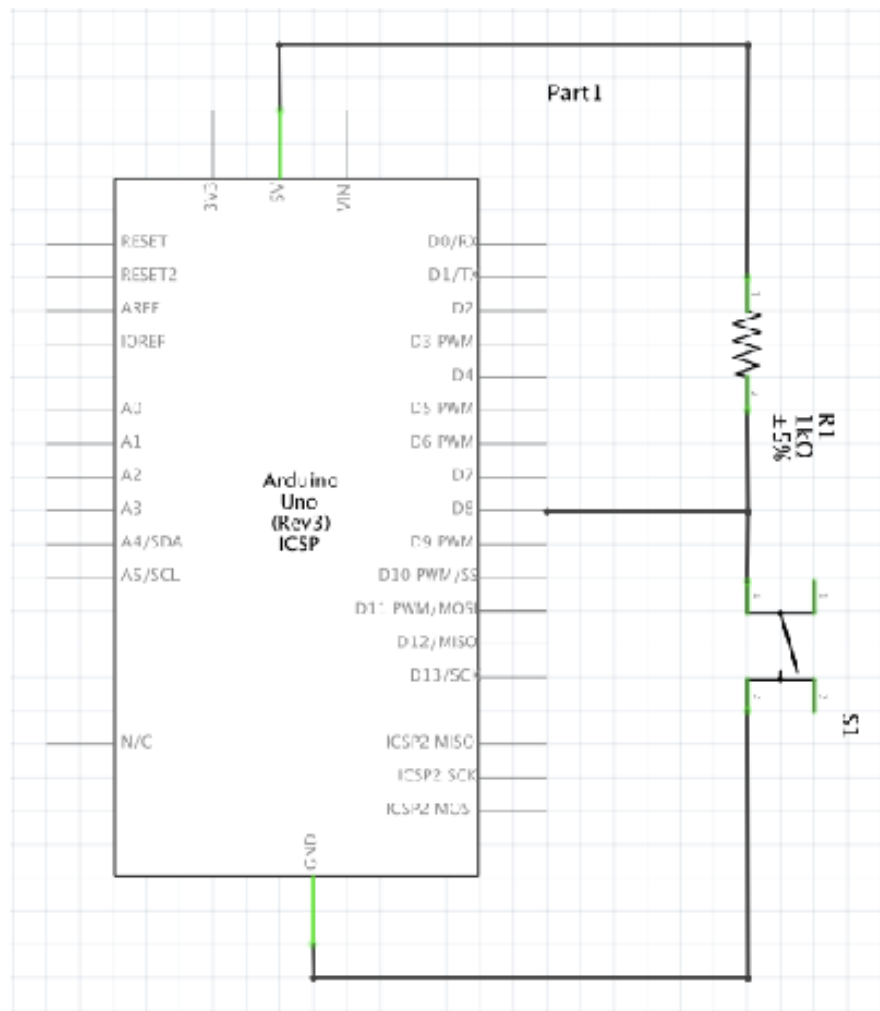 Part1
3V3
5V
VIN
RESET
RESET2
AREF
IOREF
A0
A1
A2
A3
A4/SDA
A5/SCL
N/C
Arduino
Uno
(Rev3)
ICSP
D0/RX
D1/TX
D2
D3 PWM
D4
D5 PWM
D6 PWM
D7
D8
D9 PWM
D10 PWM/SS
D11 PWM/MOSI
D12/MISO
D13/SCK
ICSP2 MISO
ICSP2 SCK
ICSP2 MOSI
GND
R1
1kΩ
±5%
S1